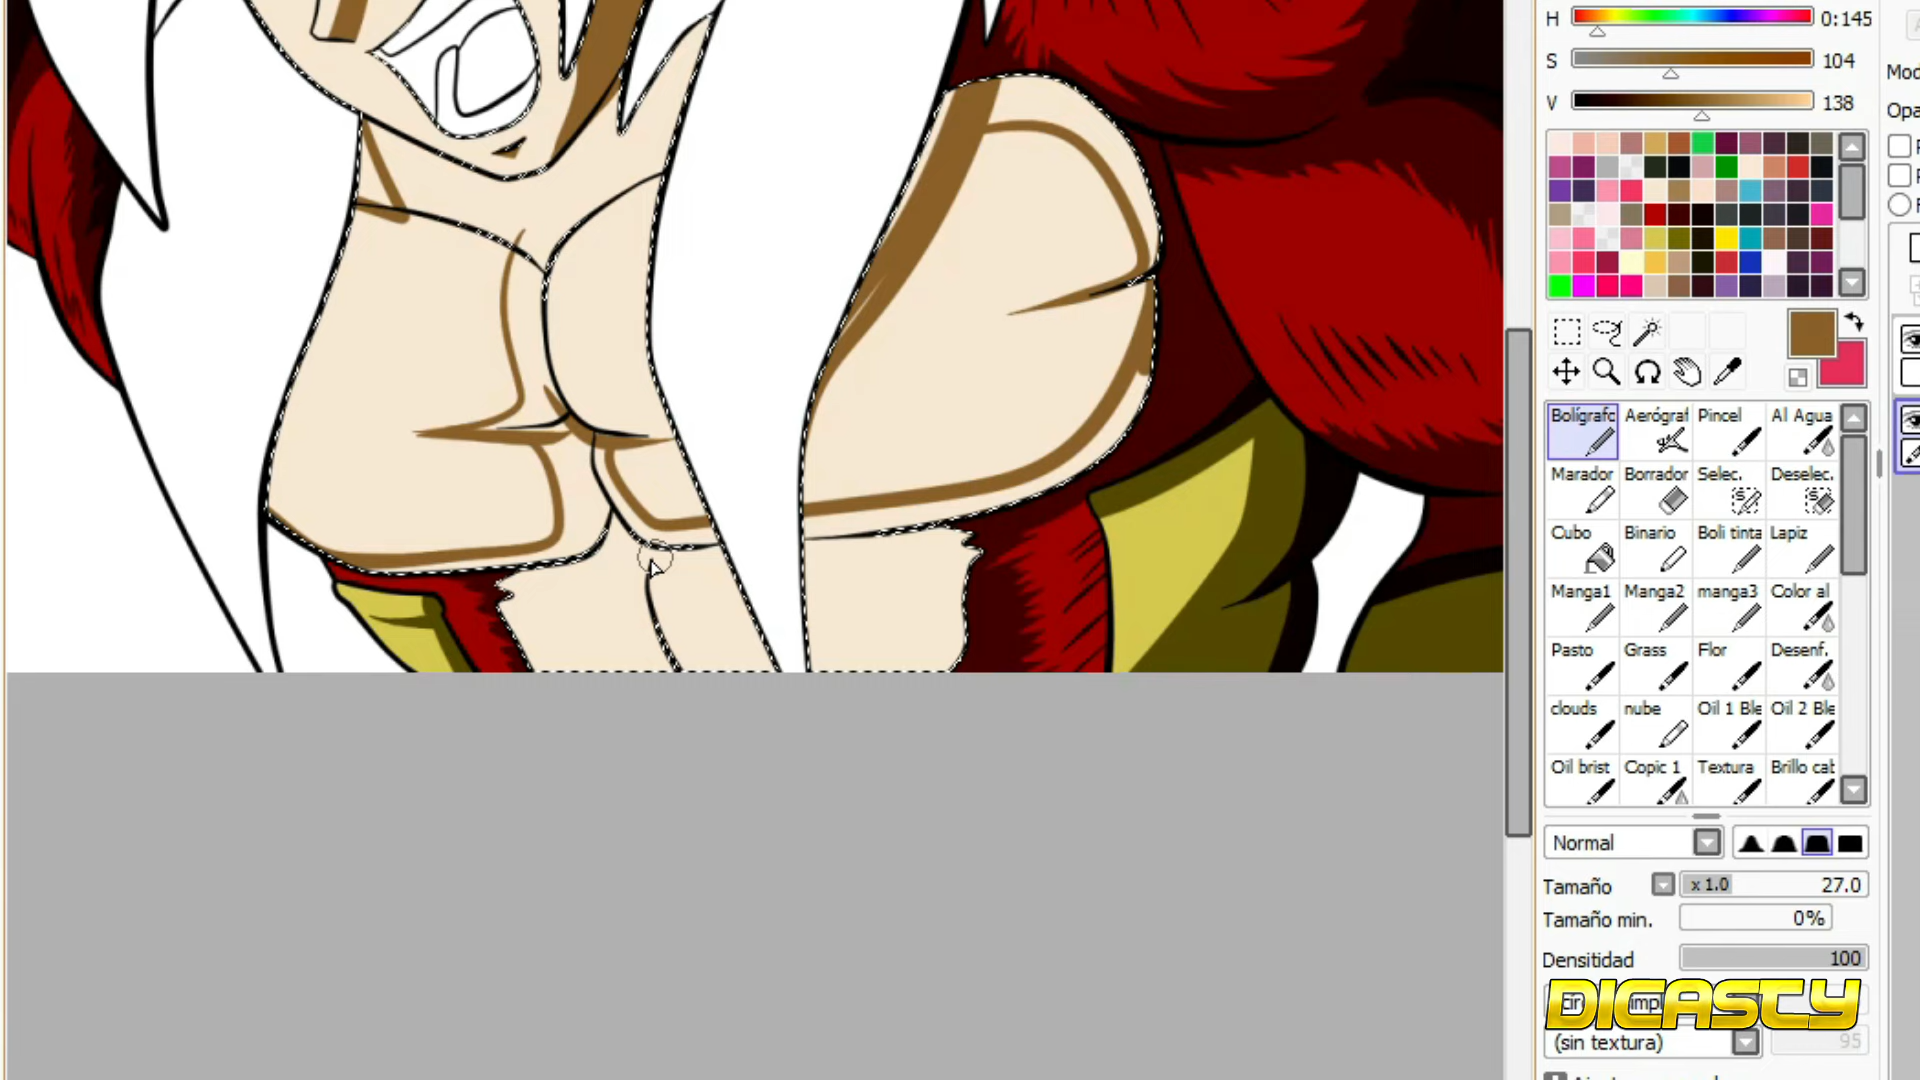 H 0:145
S 104
V 138
Mod
Opa
Bolígrafo Aerógraf Pincel Al Agua
Marador Borrador Selec. Deselec.
Cubo Binario Boli tinta Lapiz
Manga1 Manga2 manga3 Color al
Pasto Grass Flor Desenf.
clouds nube Oil 1 Ble Oil 2 Ble
Oil brist Copic 1 Textura Brillo cab
Normal
Tamaño x 1.0 27.0
Tamaño min. 0%
Densitidad 100
DICASTY
(sin textura) 95